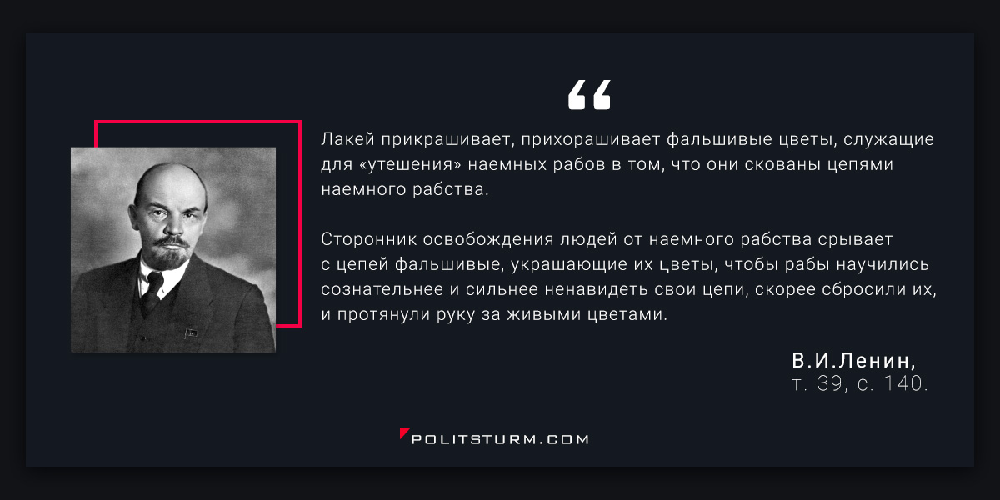 “
Лакей прикрашивает, прихорашивает фальшивые цветы, служащие
для «утешения» наемных рабов в том, что они скованы цепями
наемного рабства.
Сторонник освобождения людей от наемного рабства срывает
с цепей фальшивые, украшающие их цветы, чтобы рабы научились
сознательнее и сильнее ненавидеть свои цепи, скорее сбросили их,
и протянули руку за живыми цветами.
В.И.Ленин,
т. 39, с. 140.
POLITSTURM.COM